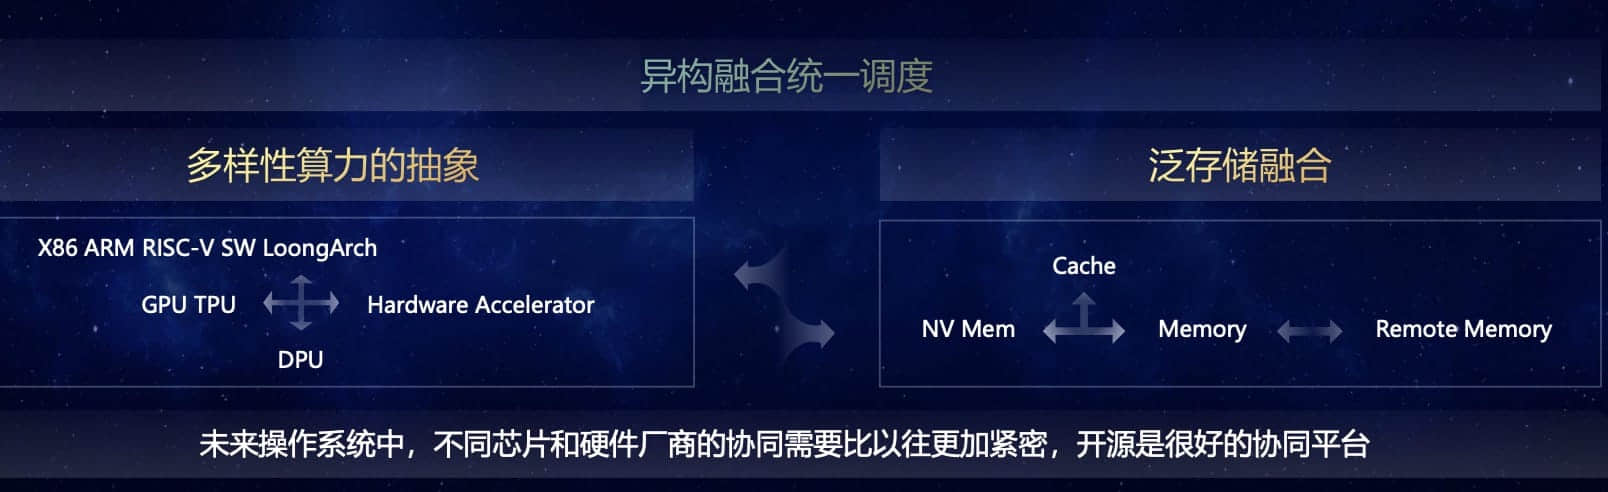 异构融合统一调度
多样性算力的抽象
泛存储融合
X86 ARM RISC-V SW LoongArch
GPU TPU
Hardware Accelerator
DPU
Cache
NV Mem
Memory
Remote Memory
未来操作系统中，不同芯片和硬件厂商的协同需要比以往更加紧密，开源是很好的协同平台